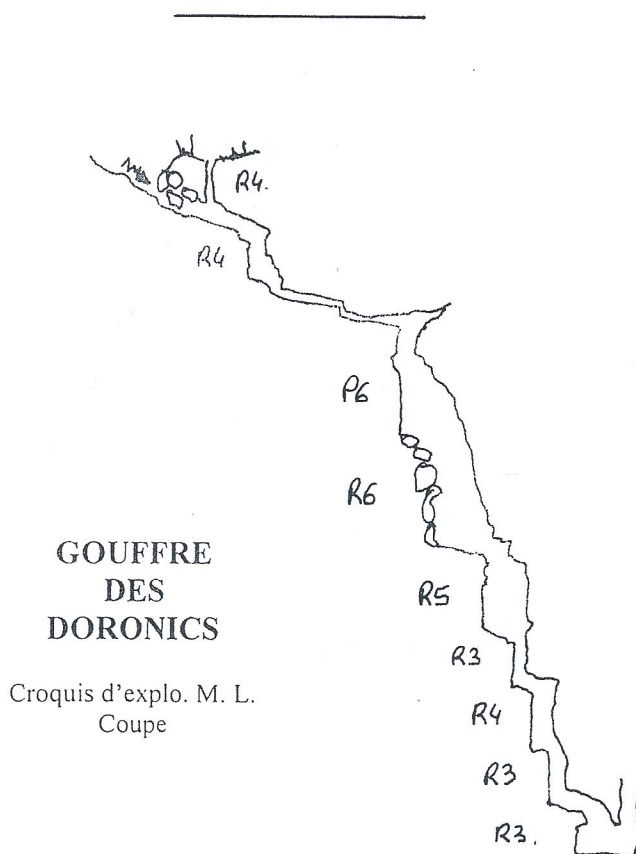 R4.
R4
P6
R6
GOUFFRE
DES
DORONICS
R5
R3
Croquis d'explo. M. L.
Coupe
R4
R3
R3.